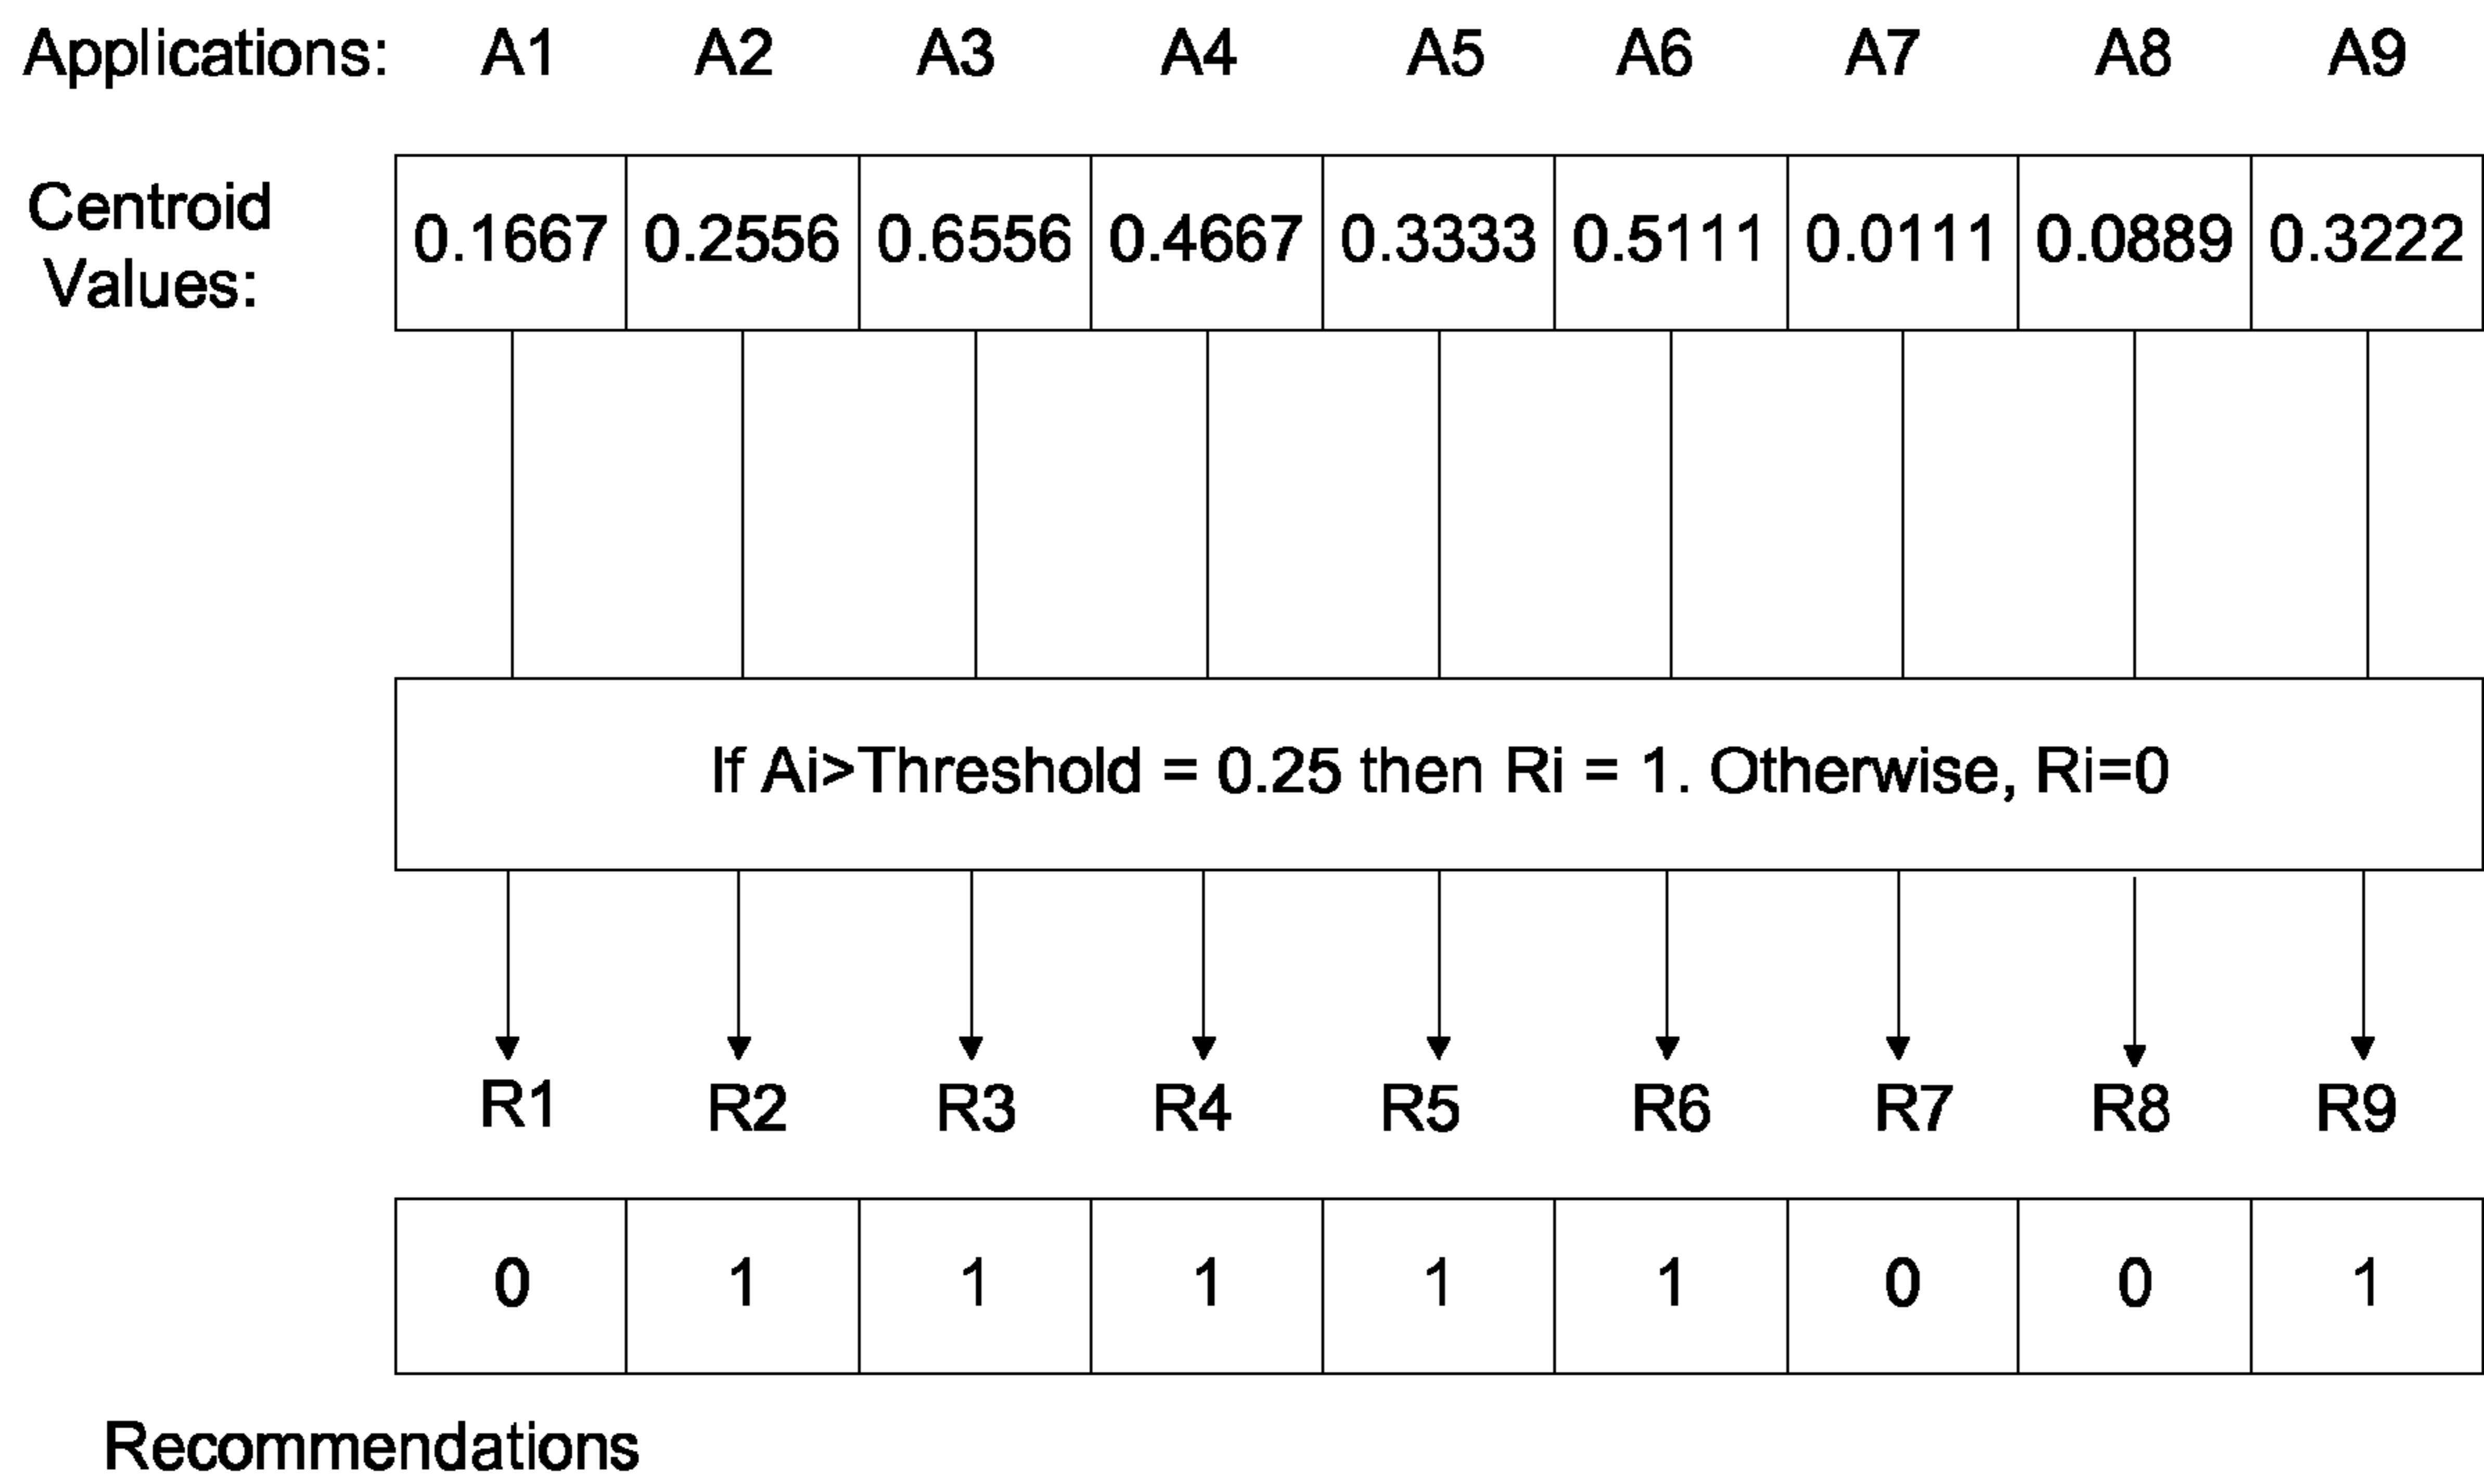 Applications: A1 A2 A3 A4 A5 A6 A7 A8 A9
Centroid
Values:
0.1667 0.2556 0.6556 0.4667 0.3333 0.5111 0.0111 0.0889 0.3222
If Ai>Threshold = 0.25 then Ri = 1. Otherwise, Ri=0
R1 R2 R3 R4 R5 R6 R7 R8 R9
0 1 1 1 1 1 0 0 1
Recommendations